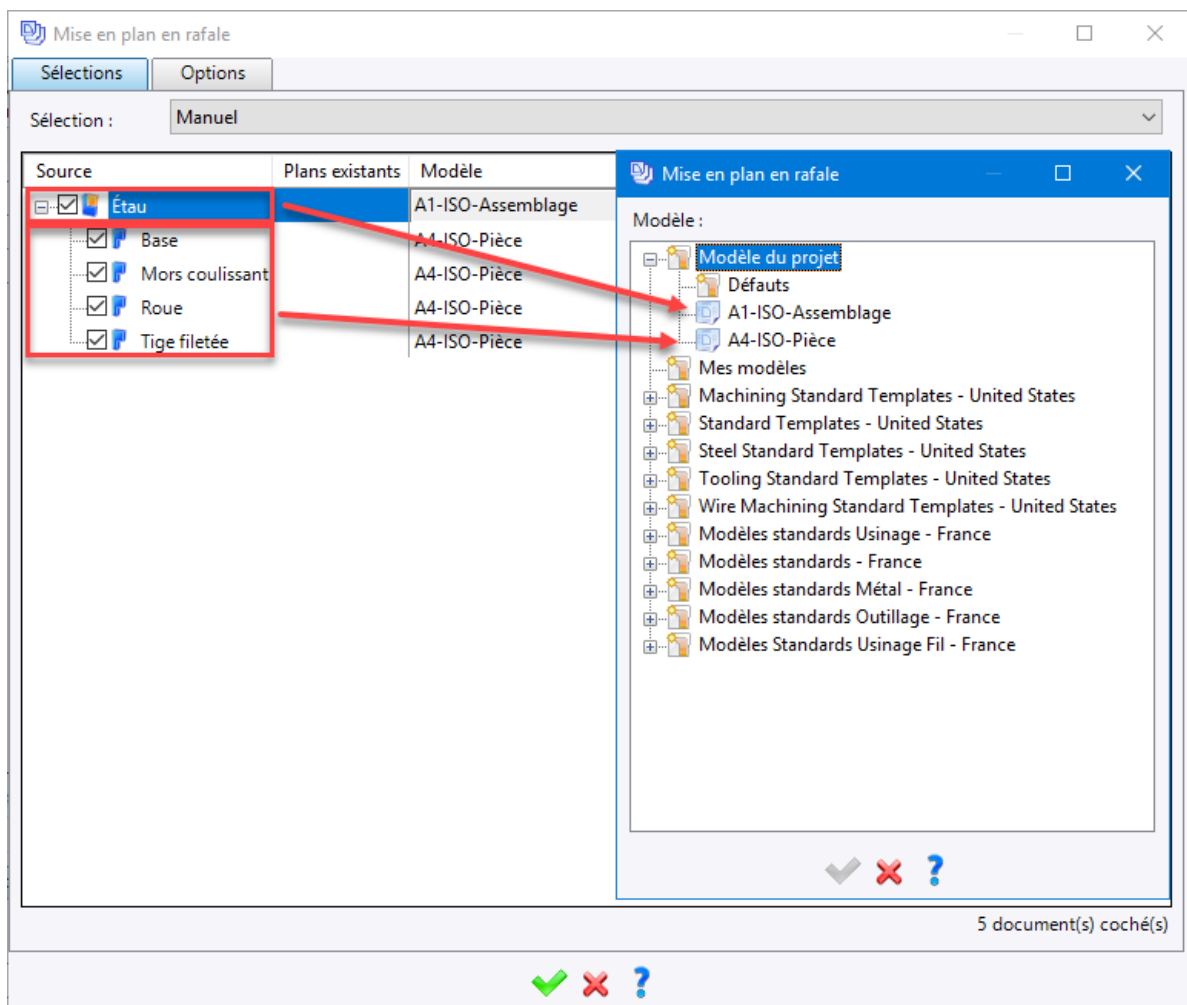 Mise en plan en rafale
Sélections Options
Sélection : Manuel
Source Plans existants Modèle
Étau A1-ISO-Assemblage
Base A4-ISO-Pièce
Mors coulissant A4-ISO-Pièce
Roue A4-ISO-Pièce
Tige filetée A4-ISO-Pièce
Mise en plan en rafale
Modèle :
Modèle du projet
Défauts
A1-ISO-Assemblage
A4-ISO-Pièce
Mes modèles
Machining Standard Templates - United States
Standard Templates - United States
Steel Standard Templates - United States
Tooling Standard Templates - United States
Wire Machining Standard Templates - United States
Modèles standards Usinage - France
Modèles standards - France
Modèles standards Métal - France
Modèles standards Outillage - France
Modèles Standards Usinage Fil - France
5 document(s) coché(s)